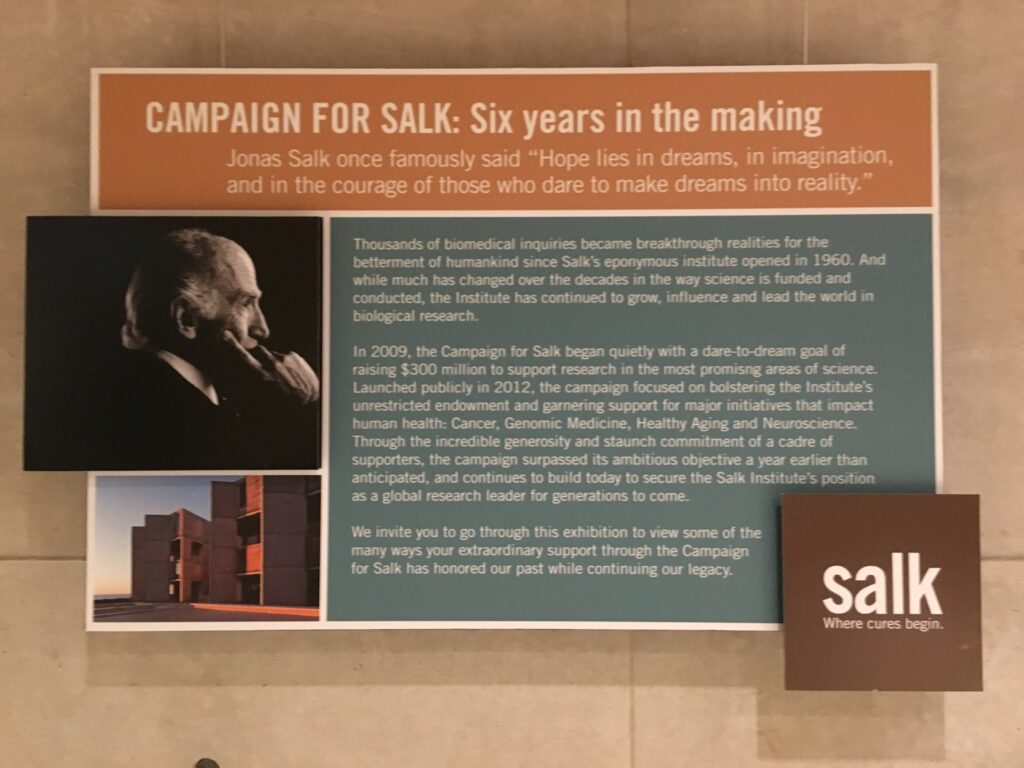 CAMPAIGN FOR SALK: Six years in the making
Jonas Salk once famously said “Hope lies in dreams, in imagination,
and in the courage of those who dare to make dreams into reality.”
Thousands of biomedical inquiries became breakthrough realities for the
betterment of humankind since Salk’s eponymous institute opened in 1960. And
while much has changed over the decades in the way science is funded and
conducted, the Institute has continued to grow, influence and lead the world in
biological research.
In 2009, the Campaign for Salk began quietly with a dare-to-dream goal of
raising $300 million to support research in the most promisng areas of science.
Launched publicly in 2012, the campaign focused on bolstering the Institute’s
unrestricted endowment and garnering support for major initiatives that impact
human health: Cancer, Genomic Medicine, Healthy Aging and Neuroscience.
Through the incredible generosity and staunch commitment of a cadre of
supporters, the campaign surpassed its ambitious objective a year earlier than
anticipated, and continues to build today to secure the Salk Institute’s position
as a global research leader for generations to come.
We invite you to go through this exhibition to view some of the
many ways your extraordinary support through the Campaign
for Salk has honored our past while continuing our legacy.
salk
Where cures begin.